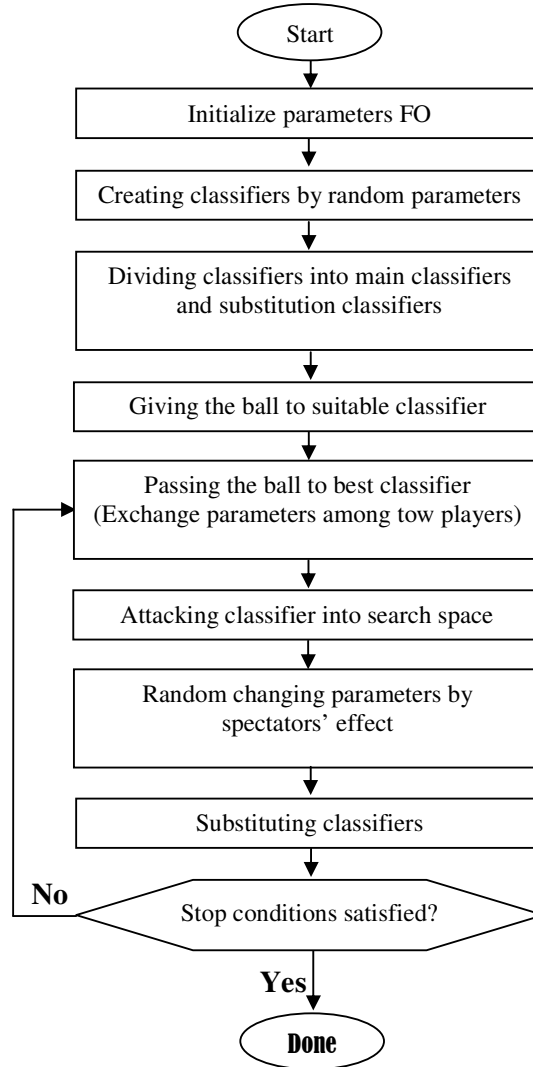 Start
Initialize parameters FO
Creating classifiers by random parameters
Dividing classifiers into main classifiers
and substitution classifiers
Giving the ball to suitable classifier
Passing the ball to best classifier
(Exchange parameters among tow players)
Attacking classifier into search space
Random changing parameters by
spectators’ effect
Substituting classifiers
No
Stop conditions satisfied?
Yes
Done